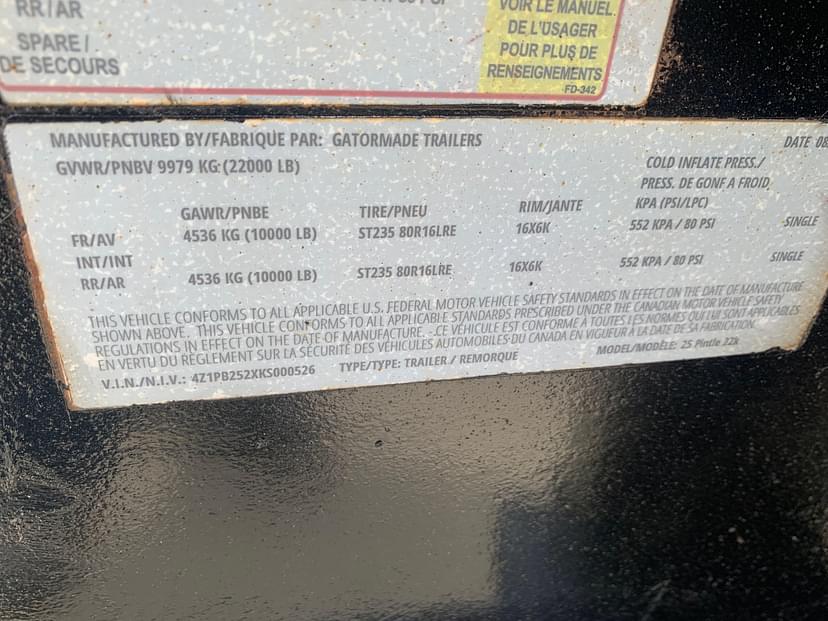 RR/AR
SPARE/
DE SECOURS
VOIR LE MANUEL
DE L'USAGER
POUR PLUS DE
RENSEIGNEMENTS
FD-342
MANUFACTURED BY/FABRIQUE PAR: GATORMADE TRAILERS DATE 08
GVWR/PNBV 9979 KG (22000 LB)
COLD INFLATE PRESS./
PRESS. DE GONF A FROID
GAWR/PNBE TIRE/PNEU RIM/JANTE KPA (PSI/LPC)
FR/AV 4536 KG (10000 LB) ST235 80R16LRE 16X6K 552 KPA / 80 PSI SINGLE
INT/INT
RR/AR 4536 KG (10000 LB) ST235 80R16LRE 16X6K 552 KPA / 80 PSI SINGLE
THIS VEHICLE CONFORMS TO ALL APPLICABLE U.S. FEDERAL MOTOR VEHICLE SAFETY STANDARDS IN EFFECT ON THE DATE OF MANUFACTURE
SHOWN ABOVE. THIS VEHICLE CONFORMS TO ALL APPLICABLE STANDARDS PRESCRIBED UNDER THE CANADIAN MOTOR VEHICLE SAFETY
REGULATIONS IN EFFECT ON THE DATE OF MANUFACTURE. -.CE VÉHICULE EST CONFORME À TOUTES LES NORMES QUI LUI SONT APPLICABLES
EN VERTU DU RÈGLEMENT SUR LA SÉCURITÉ DES VÉHICULES AUTOMOBILES DU CANADA EN VIGUEUR À LA DATE DE SA FABRICATION.
V.I.N./N.I.V.: 4Z1PB252XKS000526 TYPE/TYPE: TRAILER / REMORQUE MODEL/MODÈLE: 25 Pintle 22k